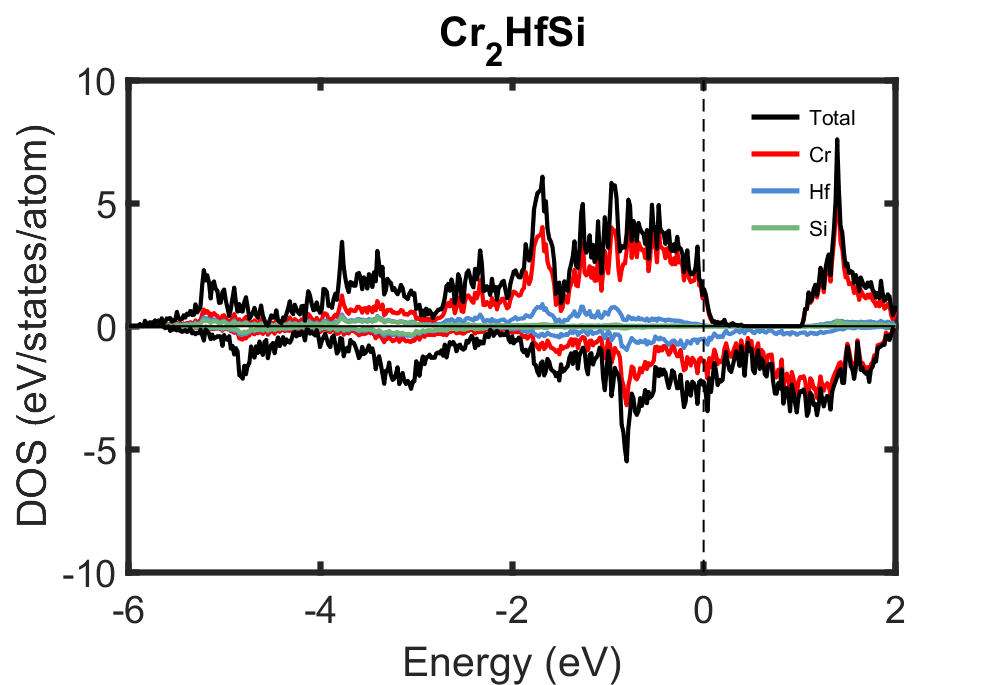 Cr2HfSi
10
5
0
-5
-10
DOS (eV/states/atom)
Total
Cr
Hf
Si
-6 -4 -2 0 2
Energy (eV)